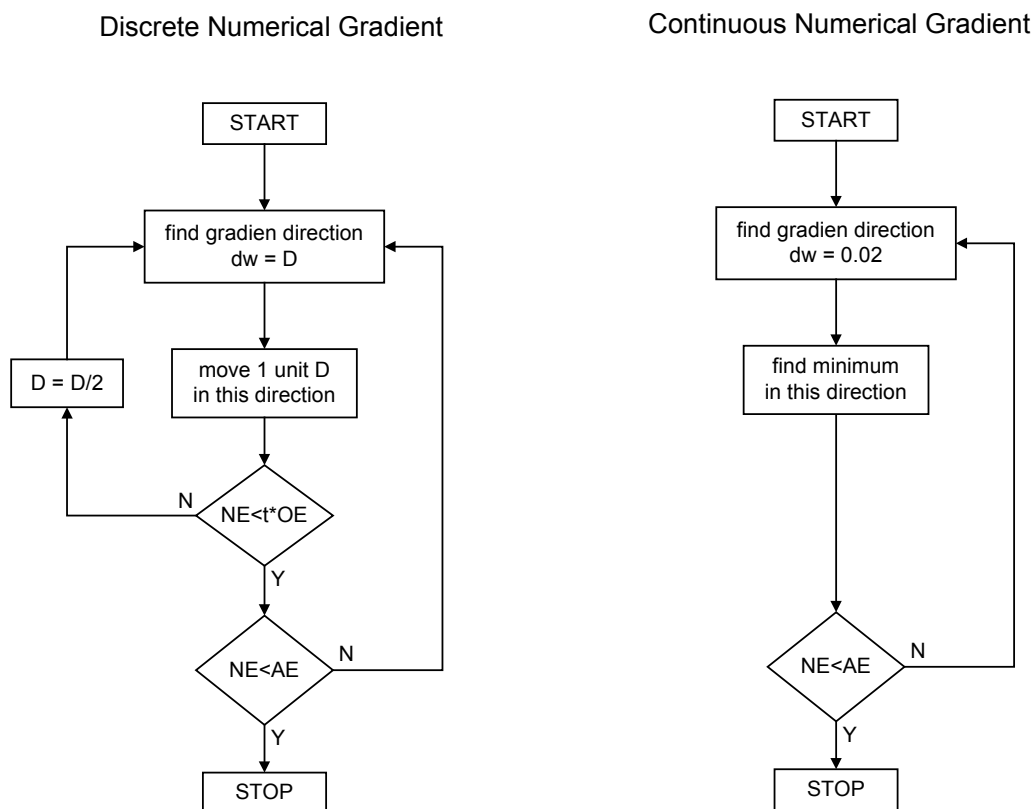 Discrete Numerical Gradient
START
find gradien direction
dw = D
D = D/2
move 1 unit D
in this direction
N
NE<t*OE
Y
NE<AE
N
Y
STOP
Continuous Numerical Gradient
START
find gradien direction
dw = 0.02
find minimum
in this direction
NE<AE
N
Y
STOP